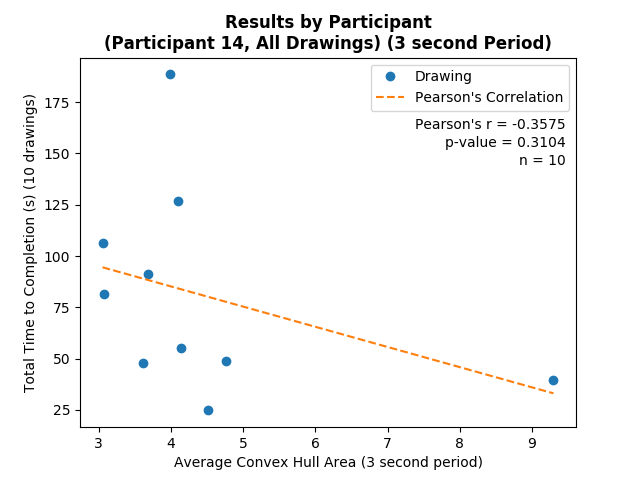 Results by Participant
(Participant 14, All Drawings) (3 second Period)
Drawing
Pearson's Correlation
Pearson's r = -0.3575
p-value = 0.3104
n = 10
Total Time to Completion (s) (10 drawings)
175
150
125
100
75
50
25
3 4 5 6 7 8 9
Average Convex Hull Area (3 second period)